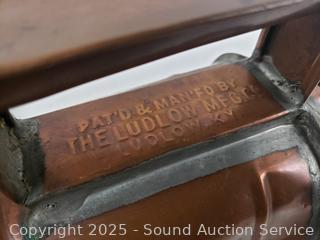 PAT'D & MAN'F'D BY
THE LUDLOW MFG. CO.
LUDLOW, KY.
Copyright 2025 - Sound Auction Service